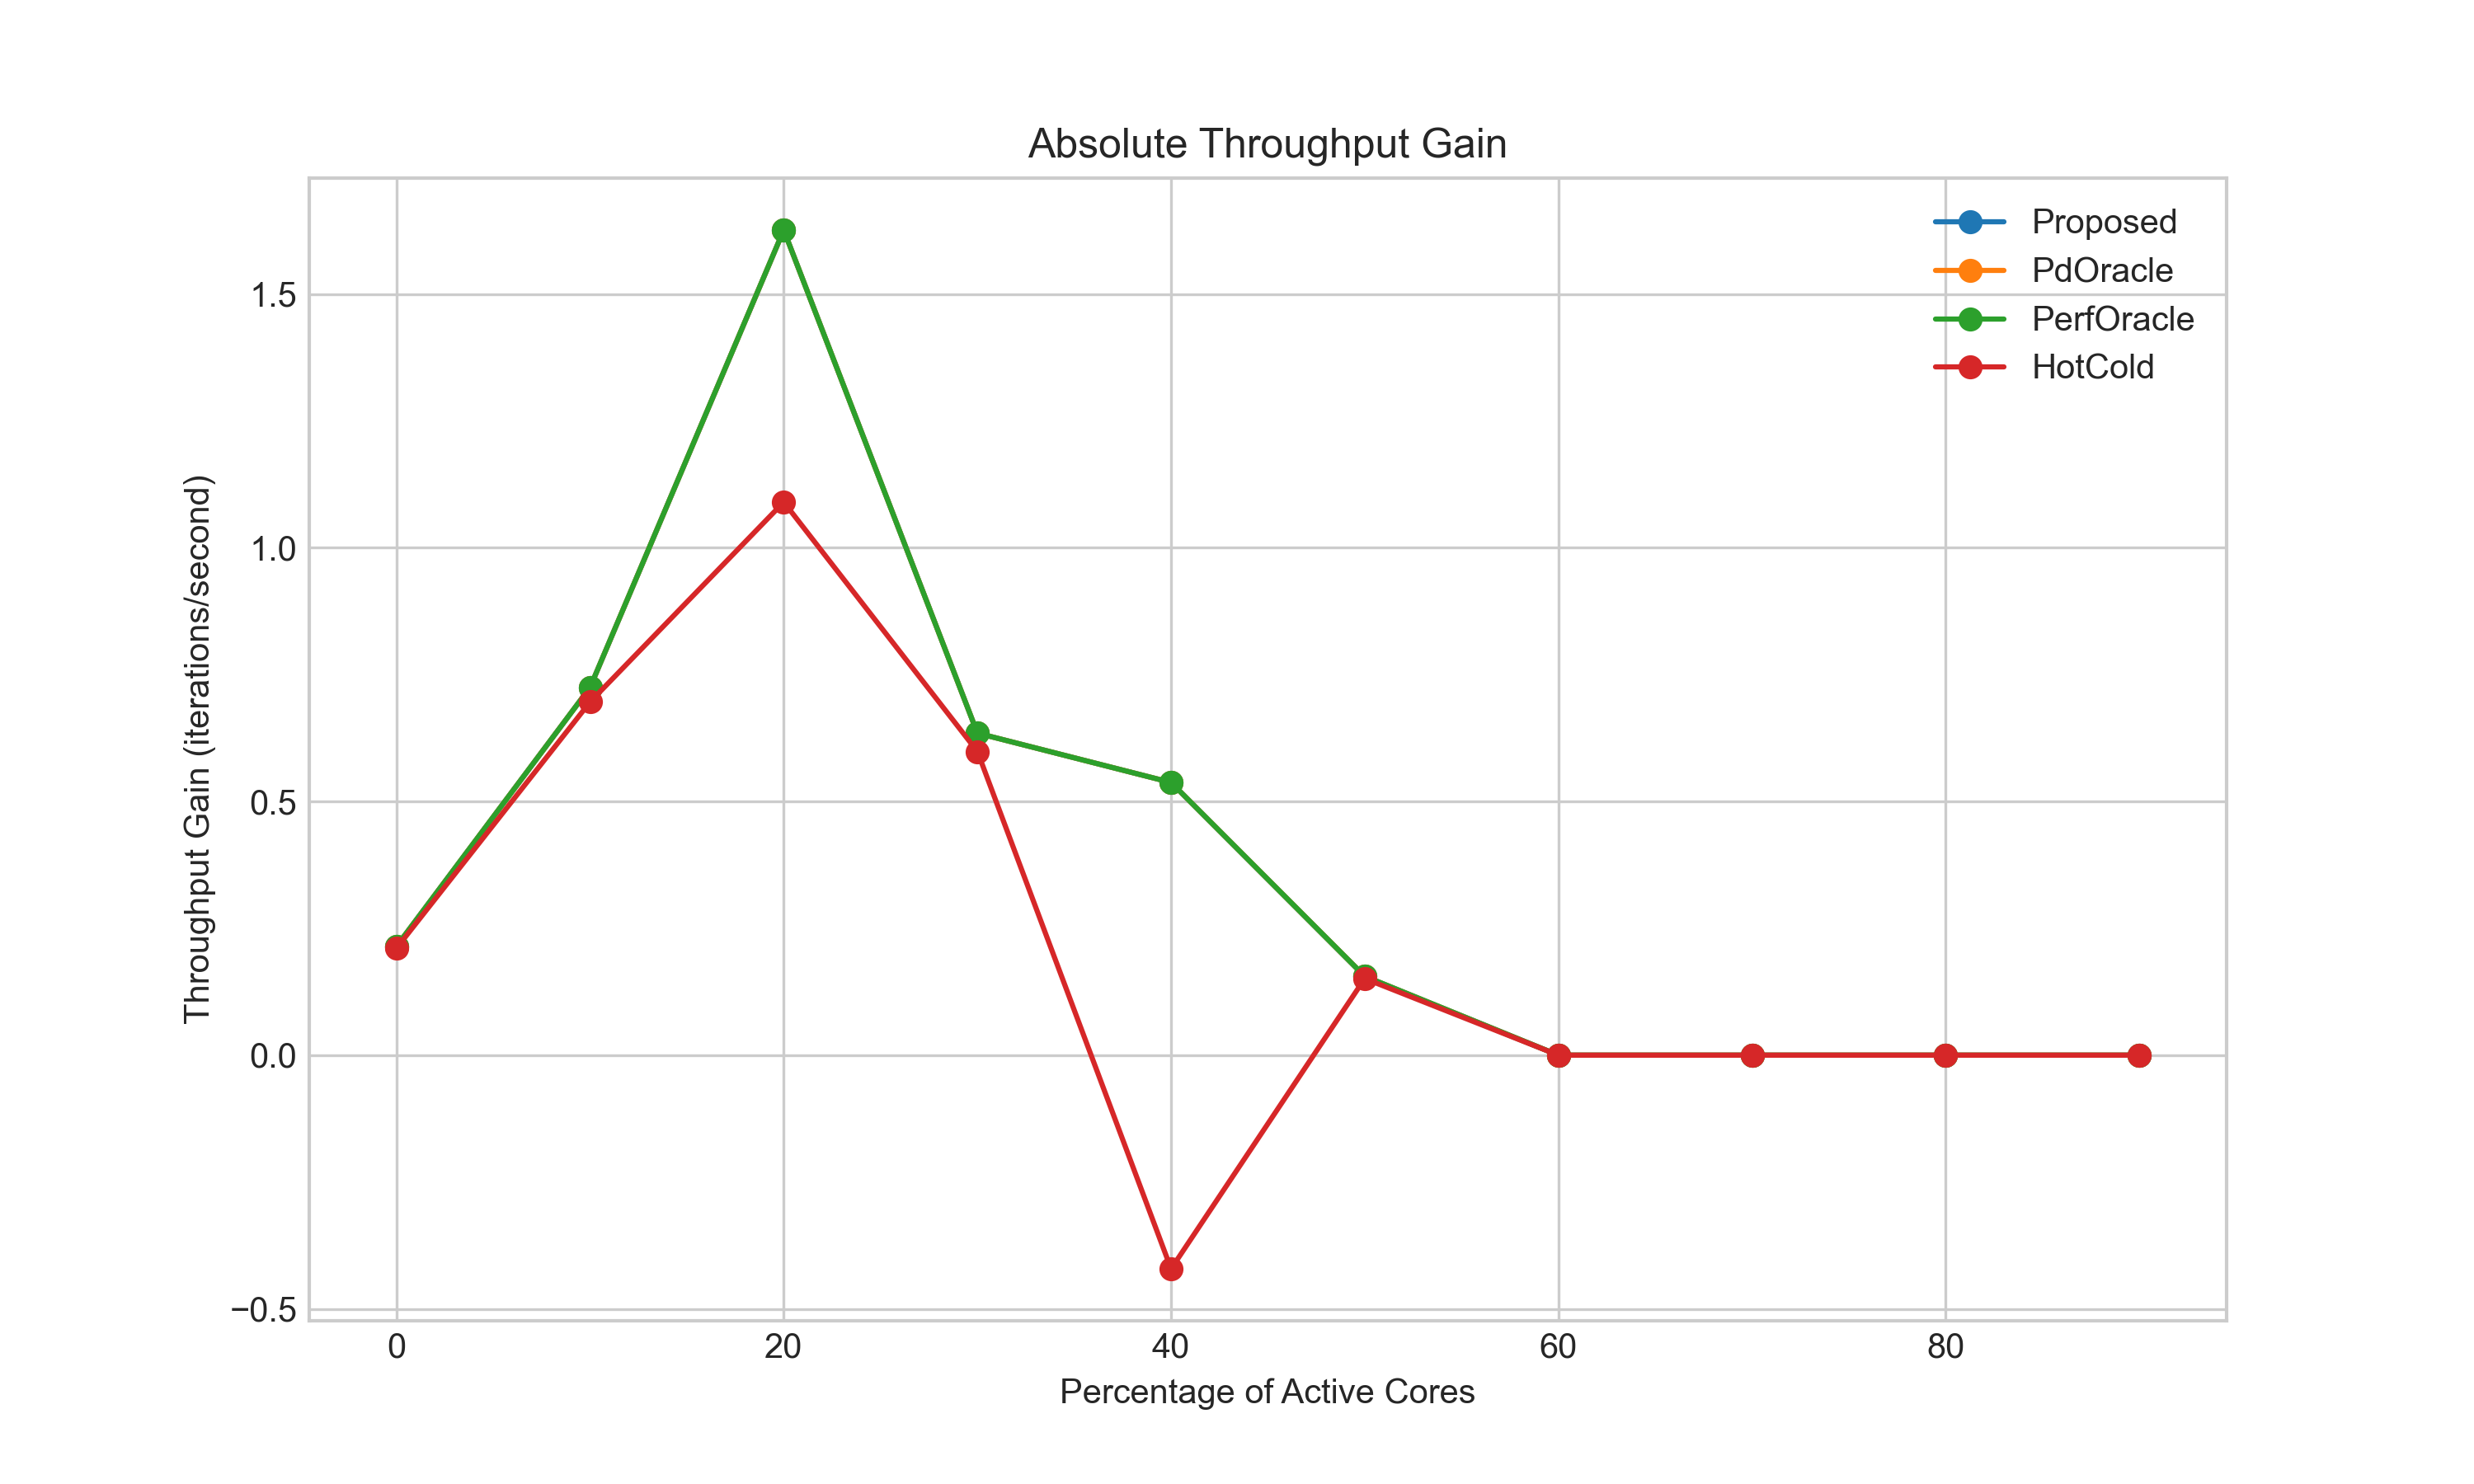 Absolute Throughput Gain
Proposed
PdOracle
PerfOracle
HotCold
Throughput Gain (iterations/second)
1.5
1.0
0.5
0.0
−0.5
0 20 40 60 80
Percentage of Active Cores